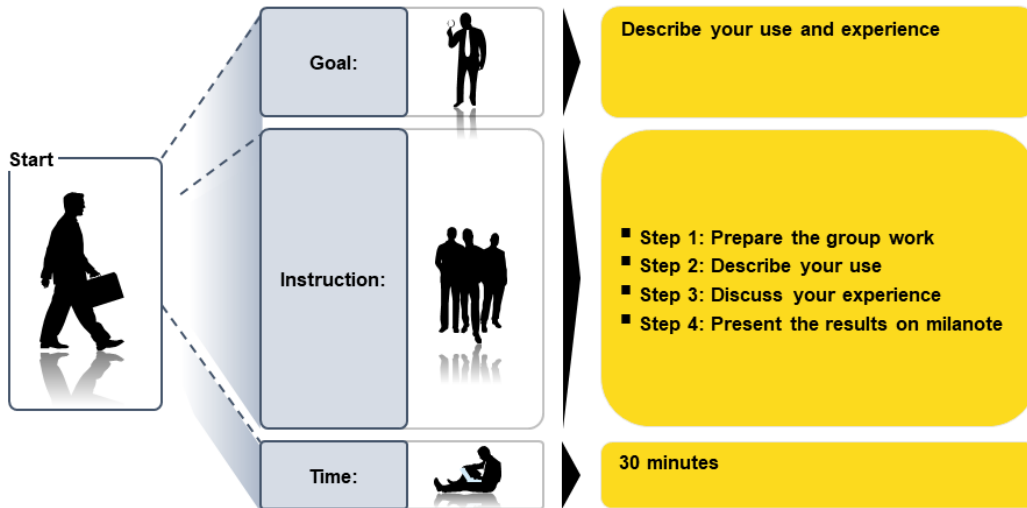 Start
Goal:
Describe your use and experience
Instruction:
▪ Step 1: Prepare the group work
▪ Step 2: Describe your use
▪ Step 3: Discuss your experience
▪ Step 4: Present the results on milanote
Time:
30 minutes